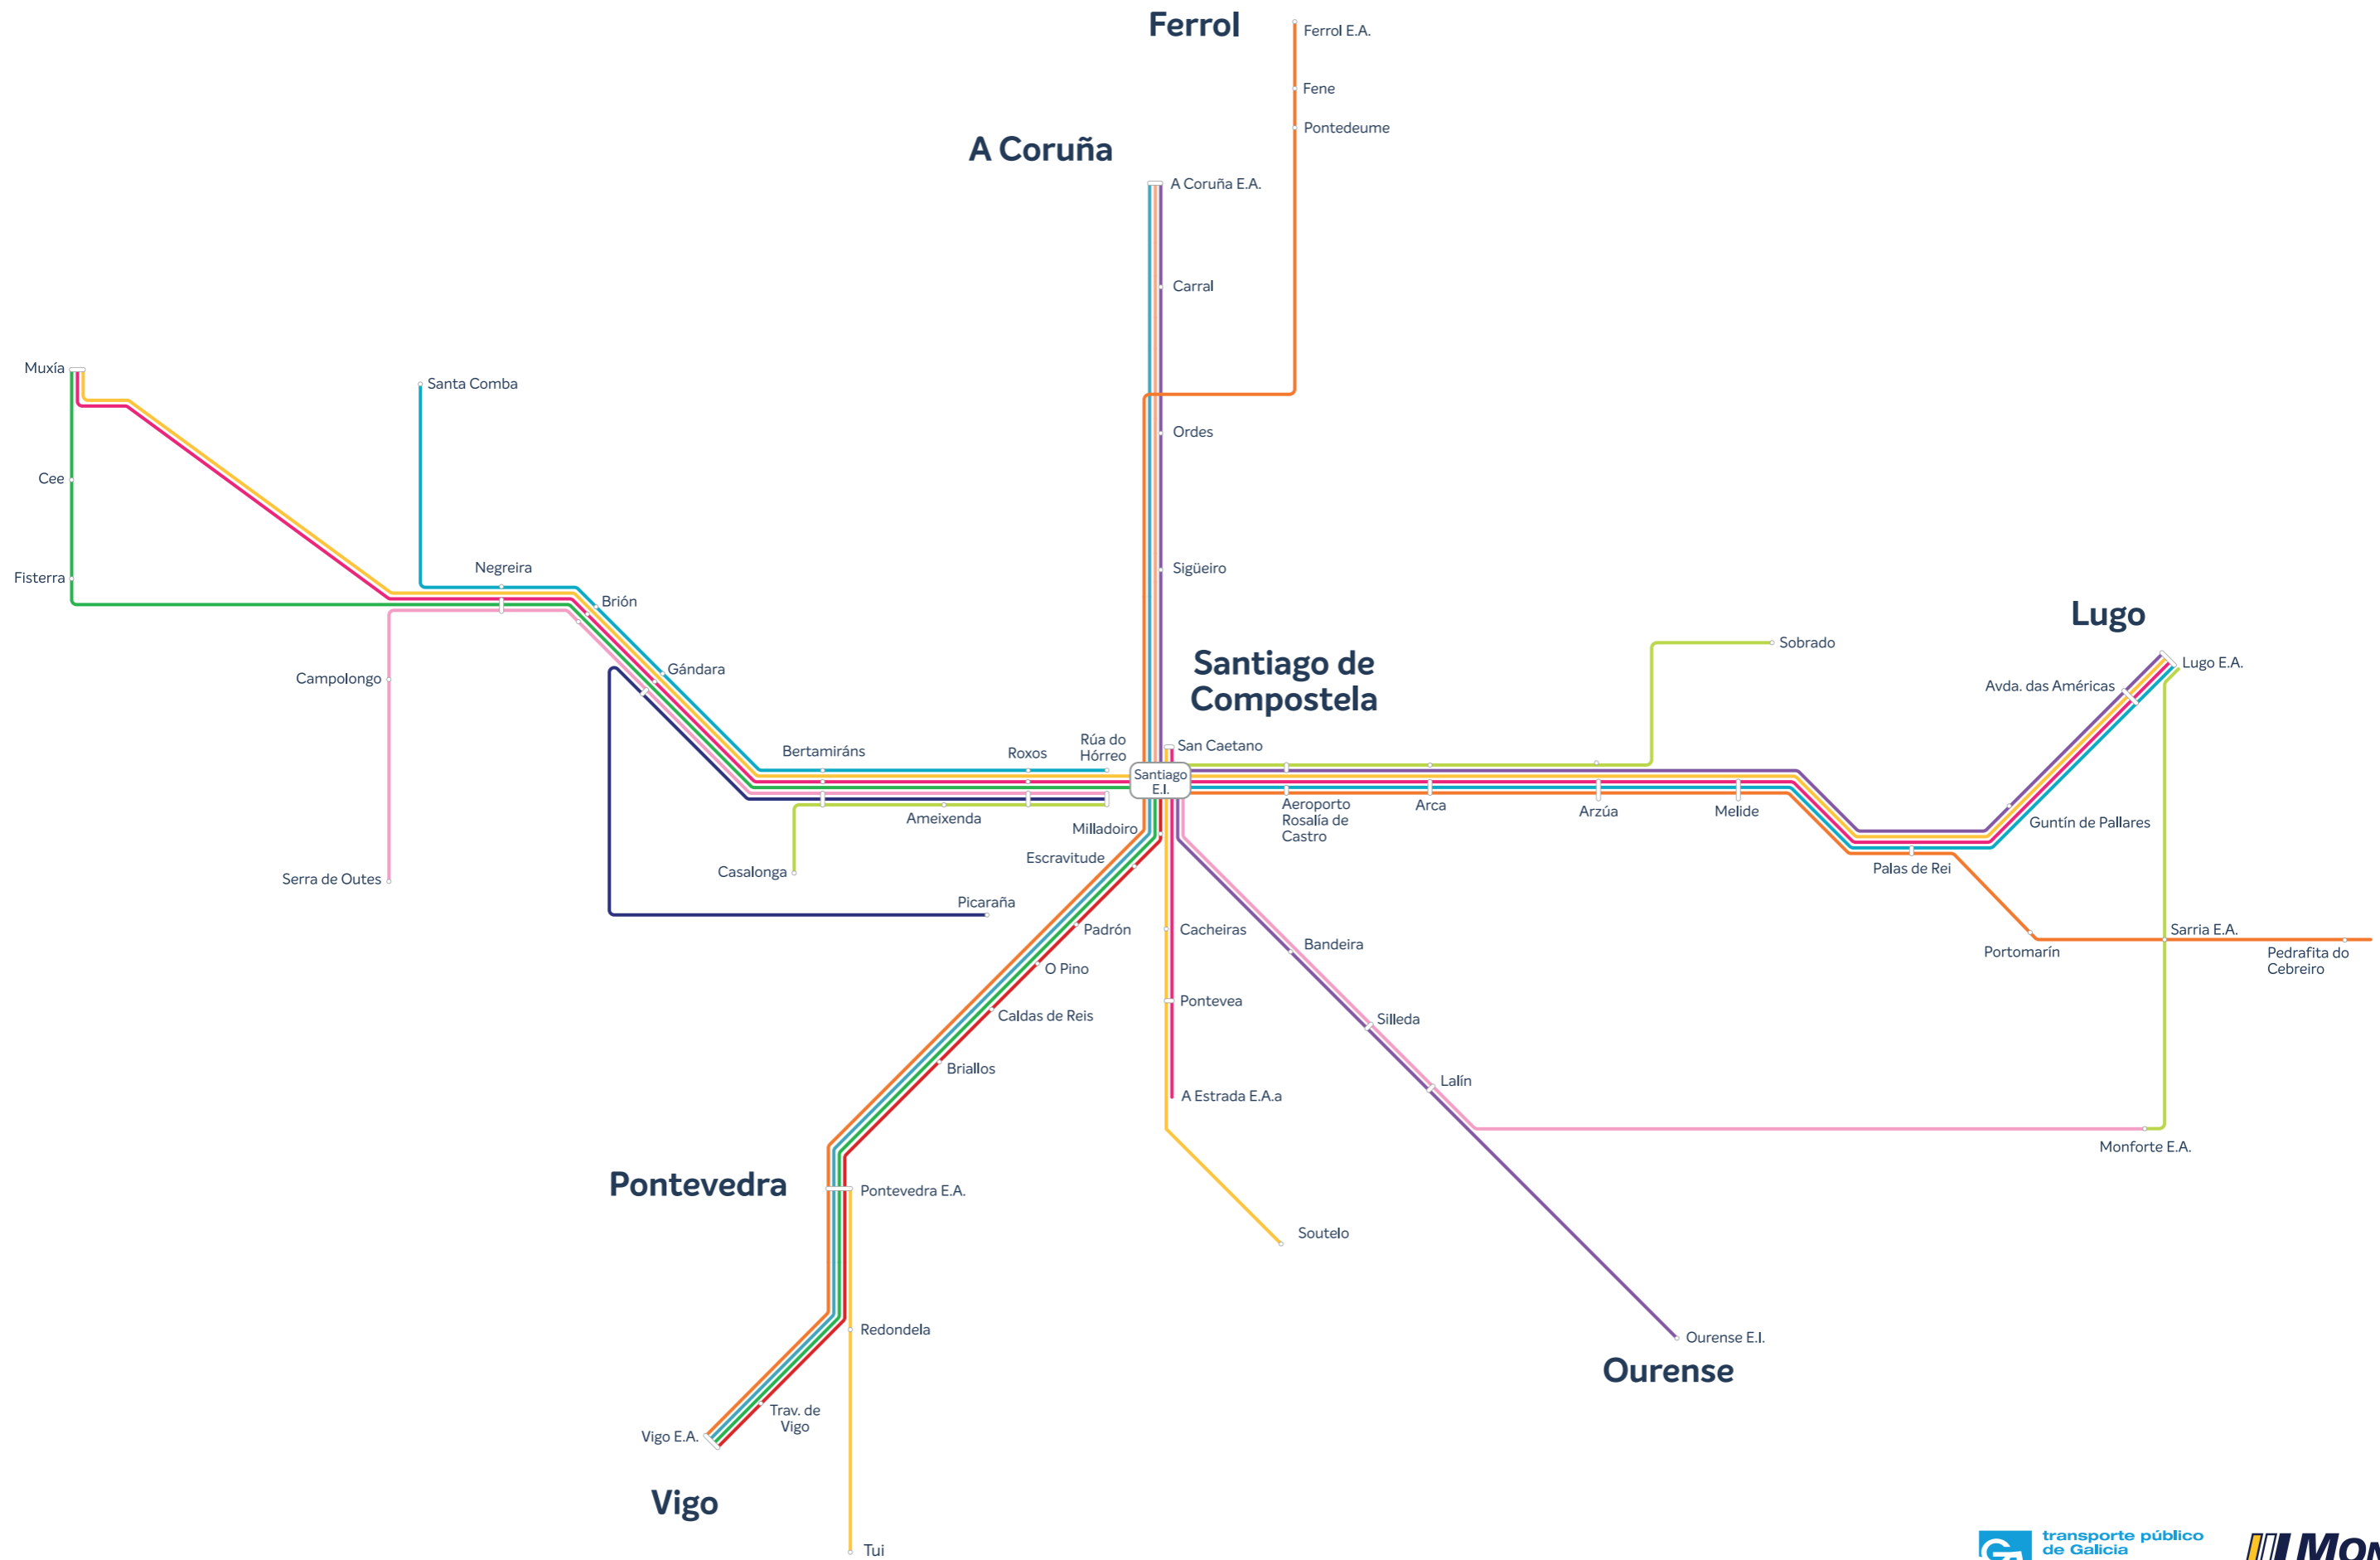 Ferrol
Ferrol E.A.
Fene
Pontedeume
A Coruña
A Coruña E.A.
Carral
Muxía
Santa Comba
Ordes
Cee
Sigüeiro
Negreira
Fisterra
Brión
Lugo
Santiago de
Compostela
Sobrado
Lugo E.A.
Gándara
Campolongo
Avda. das Américas
Bertamiráns
Roxos
Rúa do
Hórreo
San Caetano
Santiago
E.I.
Ameixenda
Milladoiro
Aeroporto
Rosalía de
Castro
Arca
Arzúa
Melide
Guntín de Pallares
Escravitude
Palas de Rei
Casalonga
Serra de Outes
Picaraña
Padrón
Cacheiras
Bandeira
Portomarín
Sarria E.A.
Pedrafita do
Cebreiro
O Pino
Pontevea
Caldas de Reis
Silleda
Briallos
Lalín
A Estrada E.A.a
Monforte E.A.
Pontevedra
Pontevedra E.A.
Soutelo
Redondela
Ourense E.I.
Ourense
Trav. de
Vigo
Vigo E.A.
Vigo
Tui
transporte público
de Galicia